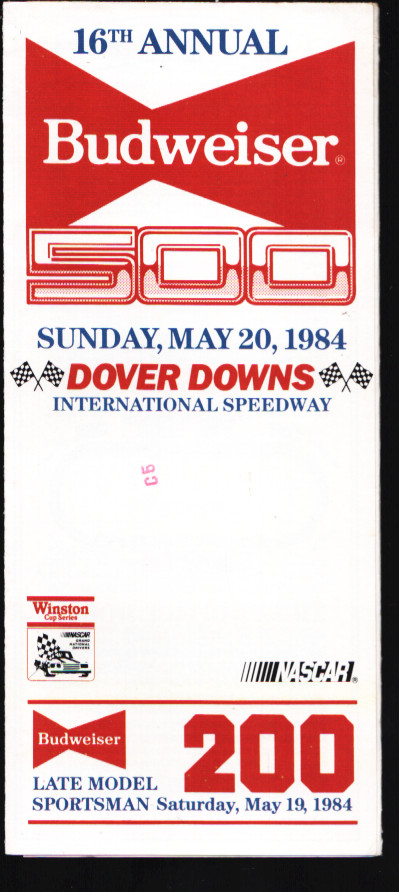 16TH ANNUAL
Budweiser®
500
SUNDAY, MAY 20, 1984
DOVER DOWNS
INTERNATIONAL SPEEDWAY
C5
Winston
Cup Series
NASCAR
GRAND
NATIONAL
DRIVERS
NASCAR®
Budweiser
200
LATE MODEL
SPORTSMAN Saturday, May 19, 1984